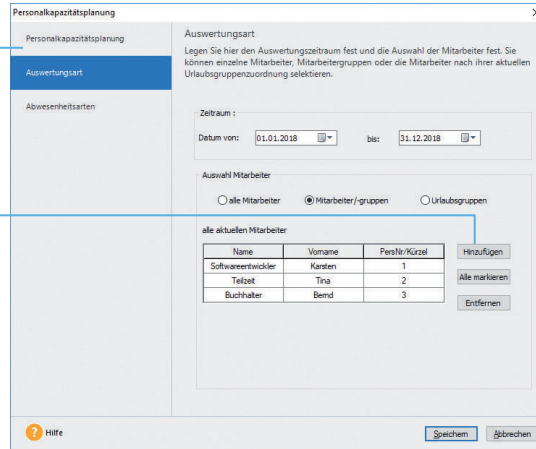 Personalkapazitätsplanung
Personalkapazitätsplanung
Auswertungsart
Abwesenheitsarten
Auswertungsart
Legen Sie hier den Auswertungszeitraum fest und die Auswahl der Mitarbeiter fest. Sie
können einzelne Mitarbeiter, Mitarbeitergruppen oder die Mitarbeiter nach ihrer aktuellen
Urlaubsgruppenzuordnung selektieren.
Zeitraum :
Datum von: 01.01.2018 bis: 31.12.2018
Auswahl Mitarbeiter
alle Mitarbeiter Mitarbeiter/-gruppen Urlaubsgruppen
alle aktuellen Mitarbeiter
Name Vorname PersNr/Kürzel
Softwareentwickler Karsten 1
Teilzeit Tina 2
Buchhalter Bernd 3
Hinzufügen
Alle markieren
Entfernen
? Hilfe
Speichern Abbrechen